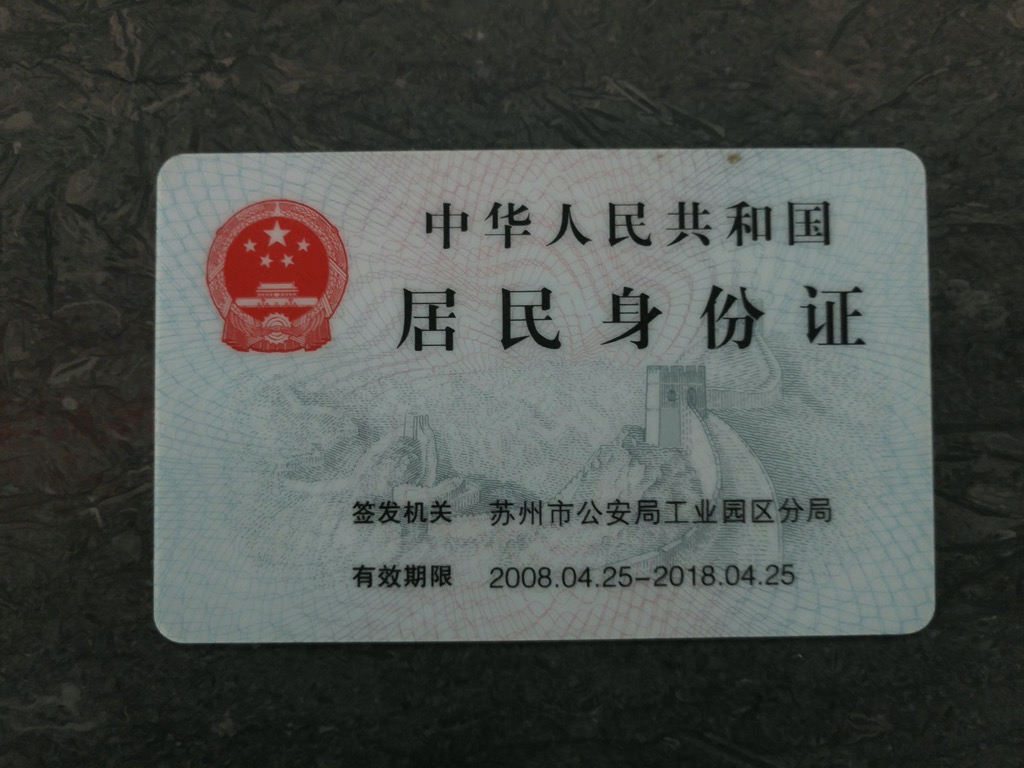 中华人民共和国
居民身份证
签发机关 苏州市公安局工业园区分局
有效期限 2008.04.25-2018.04.25